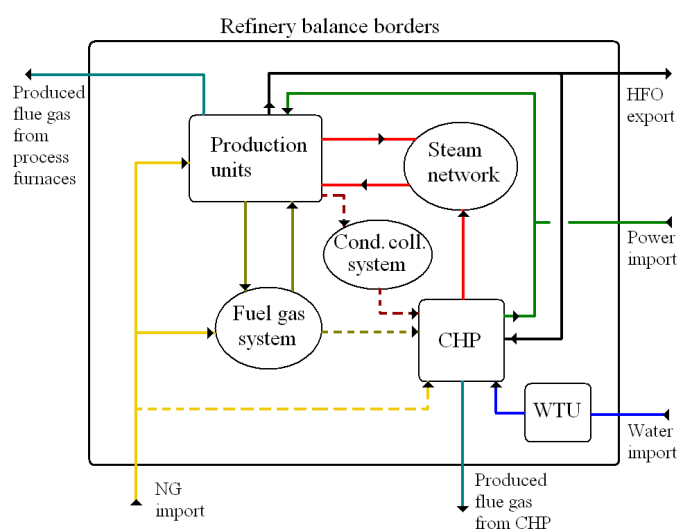 Refinery balance borders
Produced
flue gas
from
process
furnaces
HFO
export
Production
units
Steam
network
Cond. coll.
system
Power
import
Fuel gas
system
CHP
WTU
Water
import
NG
import
Produced
flue gas
from CHP